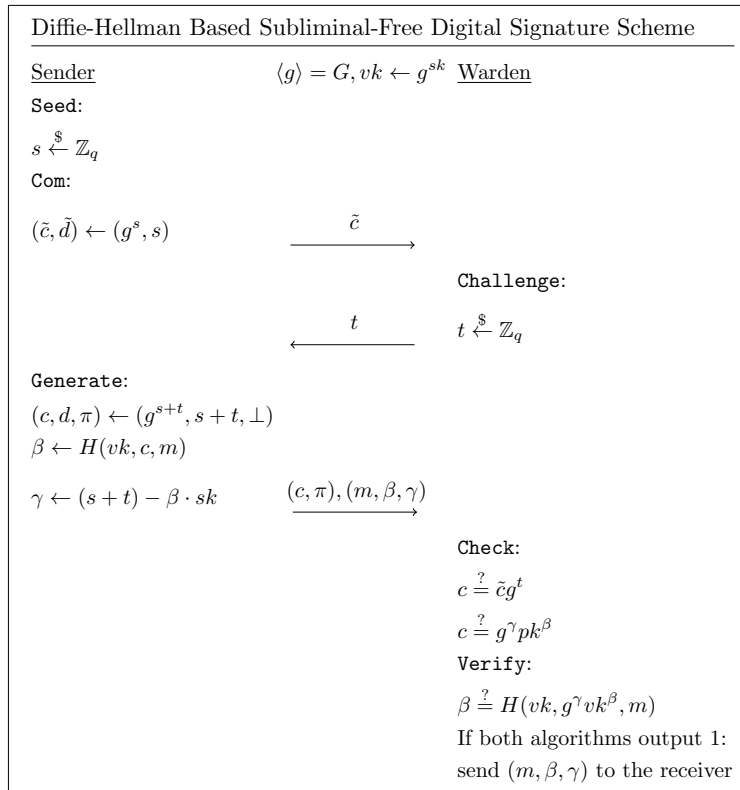 Diffie-Hellman Based Subliminal-Free Digital Signature Scheme
Sender ⟨g⟩ = G, vk ← g^{sk} Warden
Seed:
s ←$ ℤ_q
Com:
(c̃, d̃) ← (g^s, s) c̃
Challenge:
t t ←$ ℤ_q
Generate:
(c, d, π) ← (g^{s+t}, s + t, ⊥)
β ← H(vk, c, m)
γ ← (s + t) − β · sk (c, π), (m, β, γ)
Check:
c ≟ c̃g^t
c ≟ g^γ pk^β
Verify:
β ≟ H(vk, g^γ vk^β, m)
If both algorithms output 1:
send (m, β, γ) to the receiver